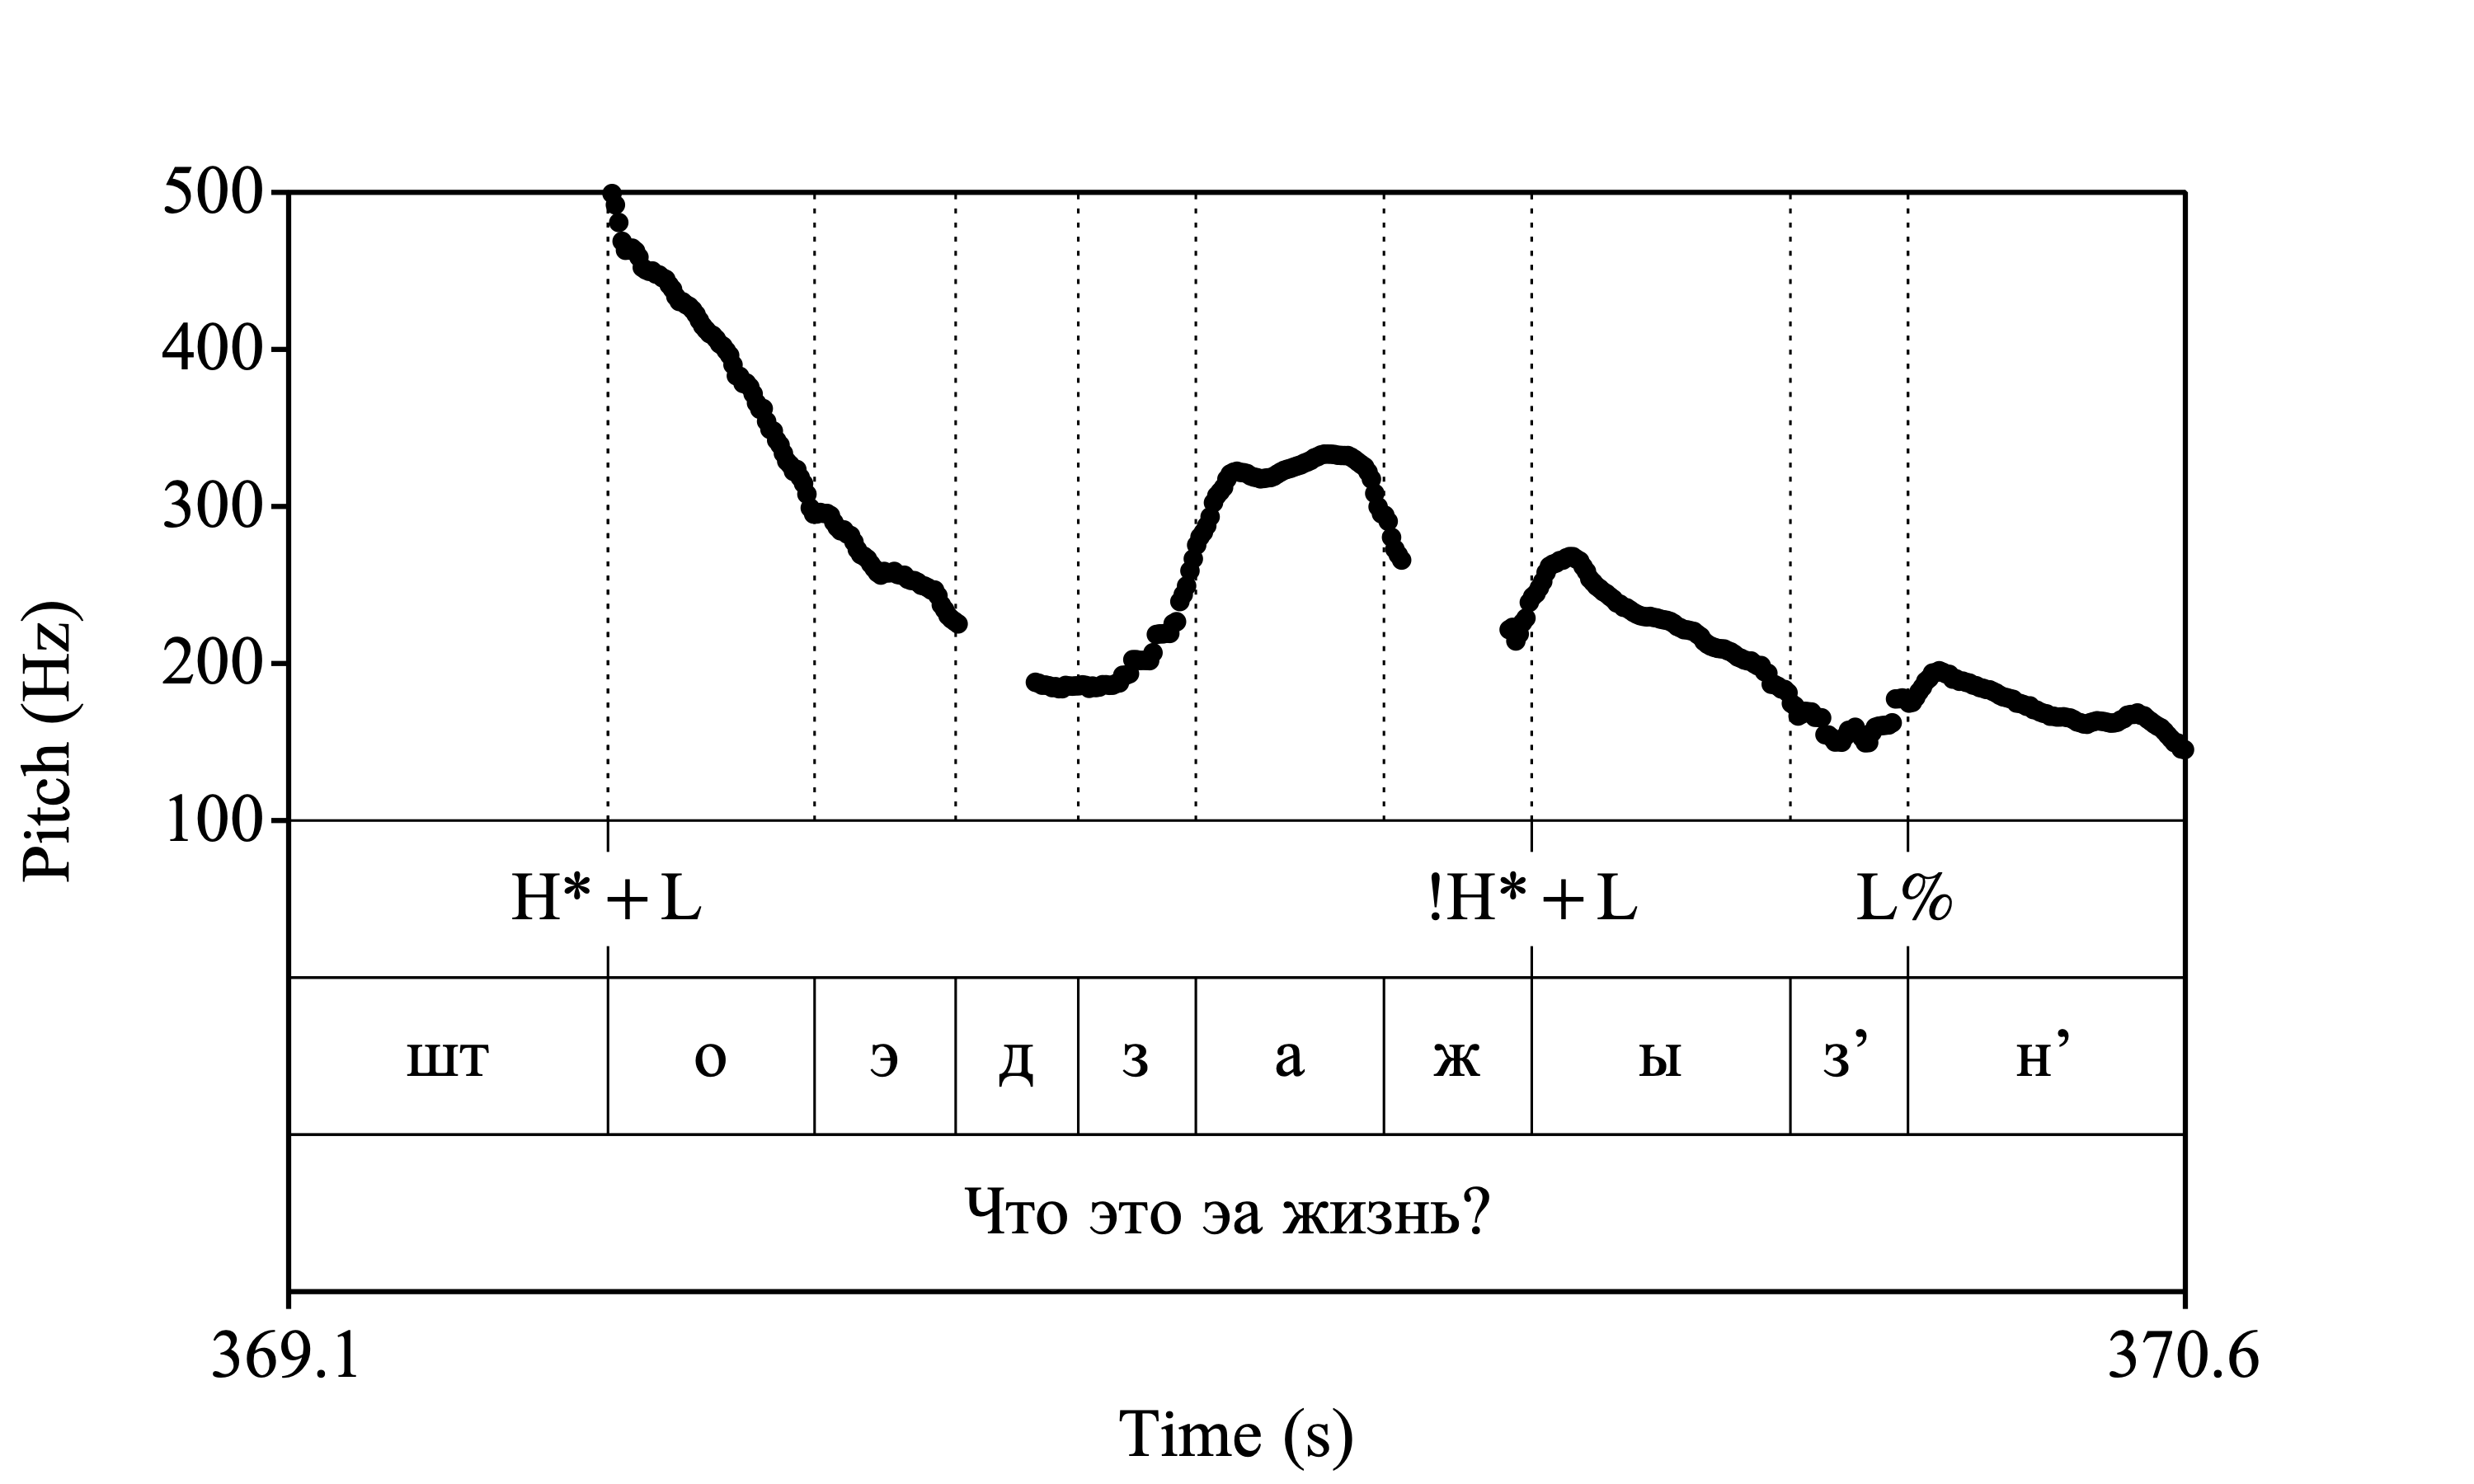 500
400
300
200
100
Pitch (Hz)
H* + L !H* + L L%
шт о э д з а ж ы з’ н’
Что это эа жизнь?
369.1 370.6
Time (s)